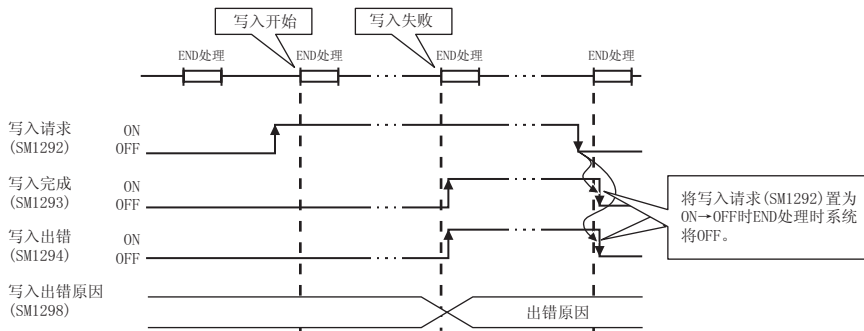 写入开始
写入失败
END处理
END处理
END处理
END处理
写入请求
(SM1292)
ON
OFF
写入完成
(SM1293)
ON
OFF
将写入请求(SM1292)置为
ON→OFF时END处理时系统
将OFF。
写入出错
(SM1294)
ON
OFF
写入出错原因
(SM1298)
出错原因